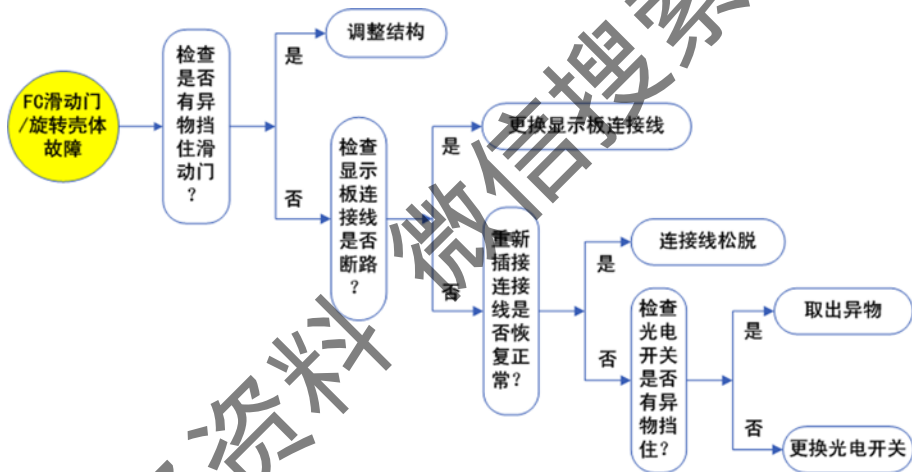 FC滑动门
/旋转壳体
故障
检查
是否
有异
物挡
住滑
动门
？
是
调整结构
否
检查
显示
板连
接线
是否
断路
？
是
更换显示板连接线
否
重新
插接
连接
线是
否恢
复正
常？
是
连接线松脱
否
检查
光电
开关
是否
有异
物挡
住？
是
取出异物
否
更换光电开关
资料 微信搜索